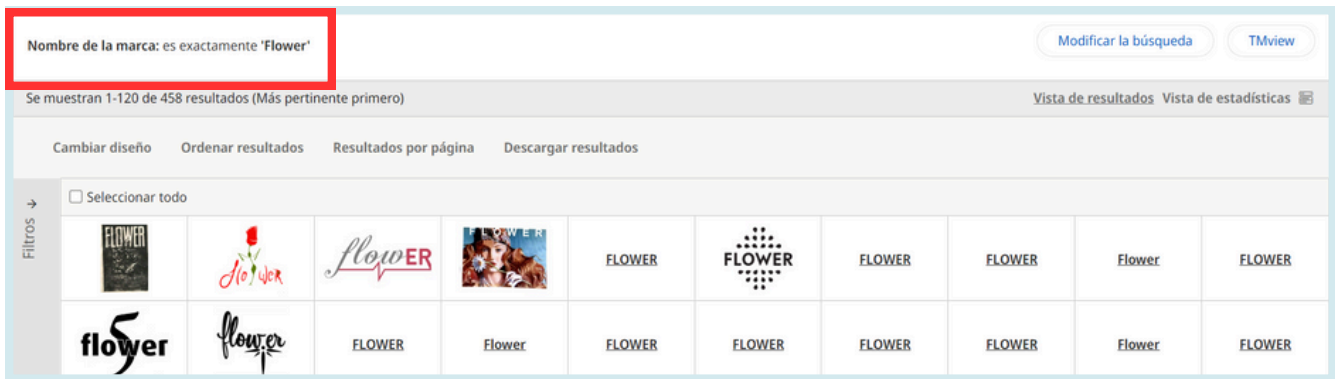 Nombre de la marca: es exactamente 'Flower'
Modificar la búsqueda
TMview
Se muestran 1-120 de 458 resultados (Más pertinente primero)
Vista de resultados Vista de estadísticas
Cambiar diseño Ordenar resultados Resultados por página Descargar resultados
Filtros
Seleccionar todo
FLOWER flower flowER FLOWER FLOWER FLOWER FLOWER FLOWER Flower FLOWER
flo5wer flower FLOWER Flower FLOWER FLOWER FLOWER FLOWER Flower FLOWER